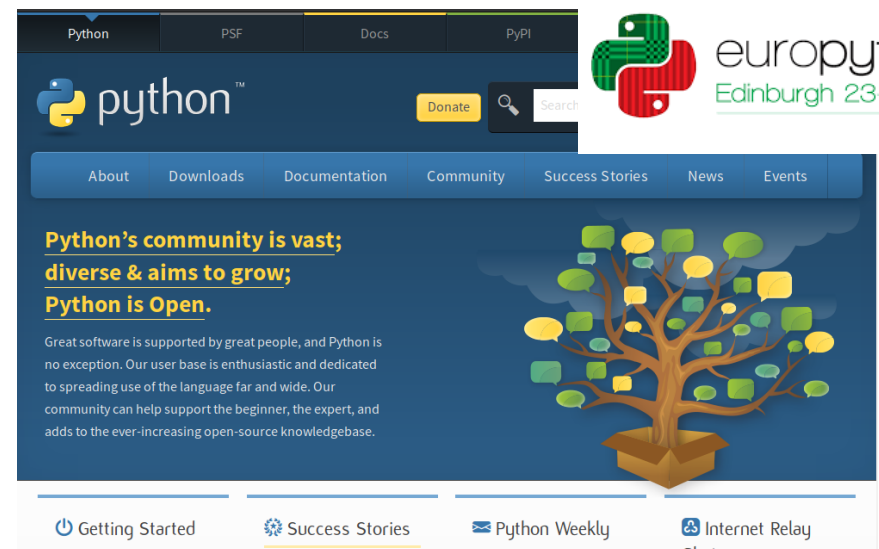 Python
PSF
Docs
PyPI
python™
Donate
Search
europy
Edinburgh 23
About
Downloads
Documentation
Community
Success Stories
News
Events
Python’s community is vast;
diverse & aims to grow;
Python is Open.
Great software is supported by great people, and Python is
no exception. Our user base is enthusiastic and dedicated
to spreading use of the language far and wide. Our
community can help support the beginner, the expert, and
adds to the ever-increasing open-source knowledgebase.
Getting Started
Success Stories
Python Weekly
Internet Relay